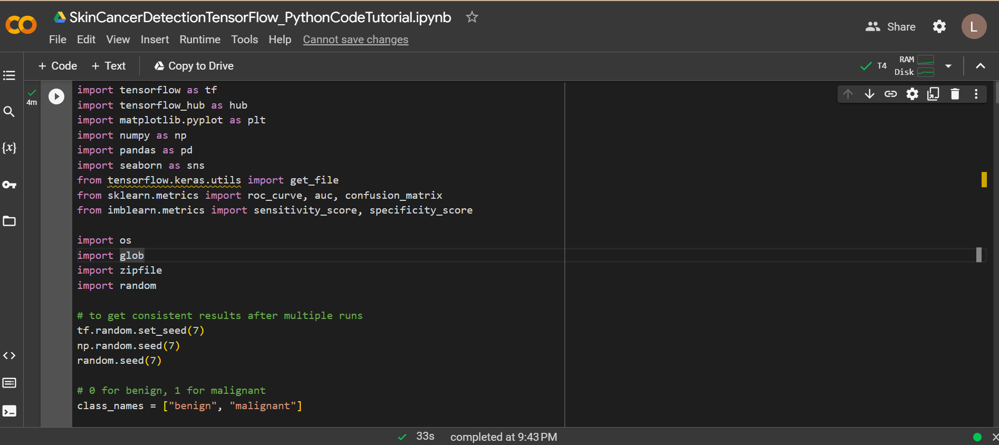 SkinCancerDetectionTensorFlow_PythonCodeTutorial.ipynb
File Edit View Insert Runtime Tools Help Cannot save changes
Share
L
+ Code + Text Copy to Drive
T4 RAM
Disk
4m
{x}
import tensorflow as tf
import tensorflow_hub as hub
import matplotlib.pyplot as plt
import numpy as np
import pandas as pd
import seaborn as sns
from tensorflow.keras.utils import get_file
from sklearn.metrics import roc_curve, auc, confusion_matrix
from imblearn.metrics import sensitivity_score, specificity_score
import os
import glob
import zipfile
import random
# to get consistent results after multiple runs
tf.random.set_seed(7)
np.random.seed(7)
random.seed(7)
# 0 for benign, 1 for malignant
class_names = ["benign", "malignant"]
33s completed at 9:43 PM